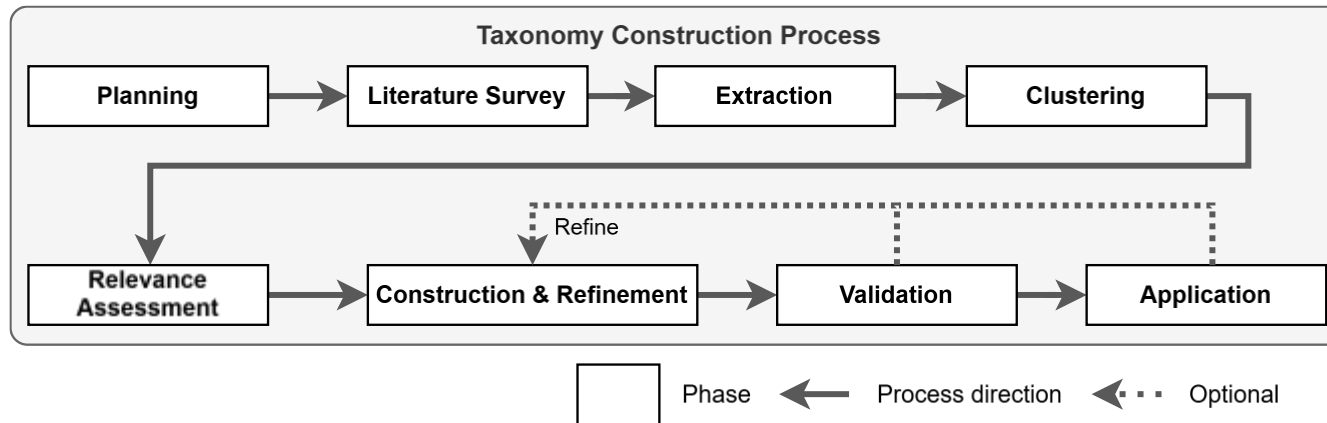 Taxonomy Construction Process
Planning
Literature Survey
Extraction
Clustering
Refine
Relevance
Assessment
Construction & Refinement
Validation
Application
Phase
Process direction
Optional